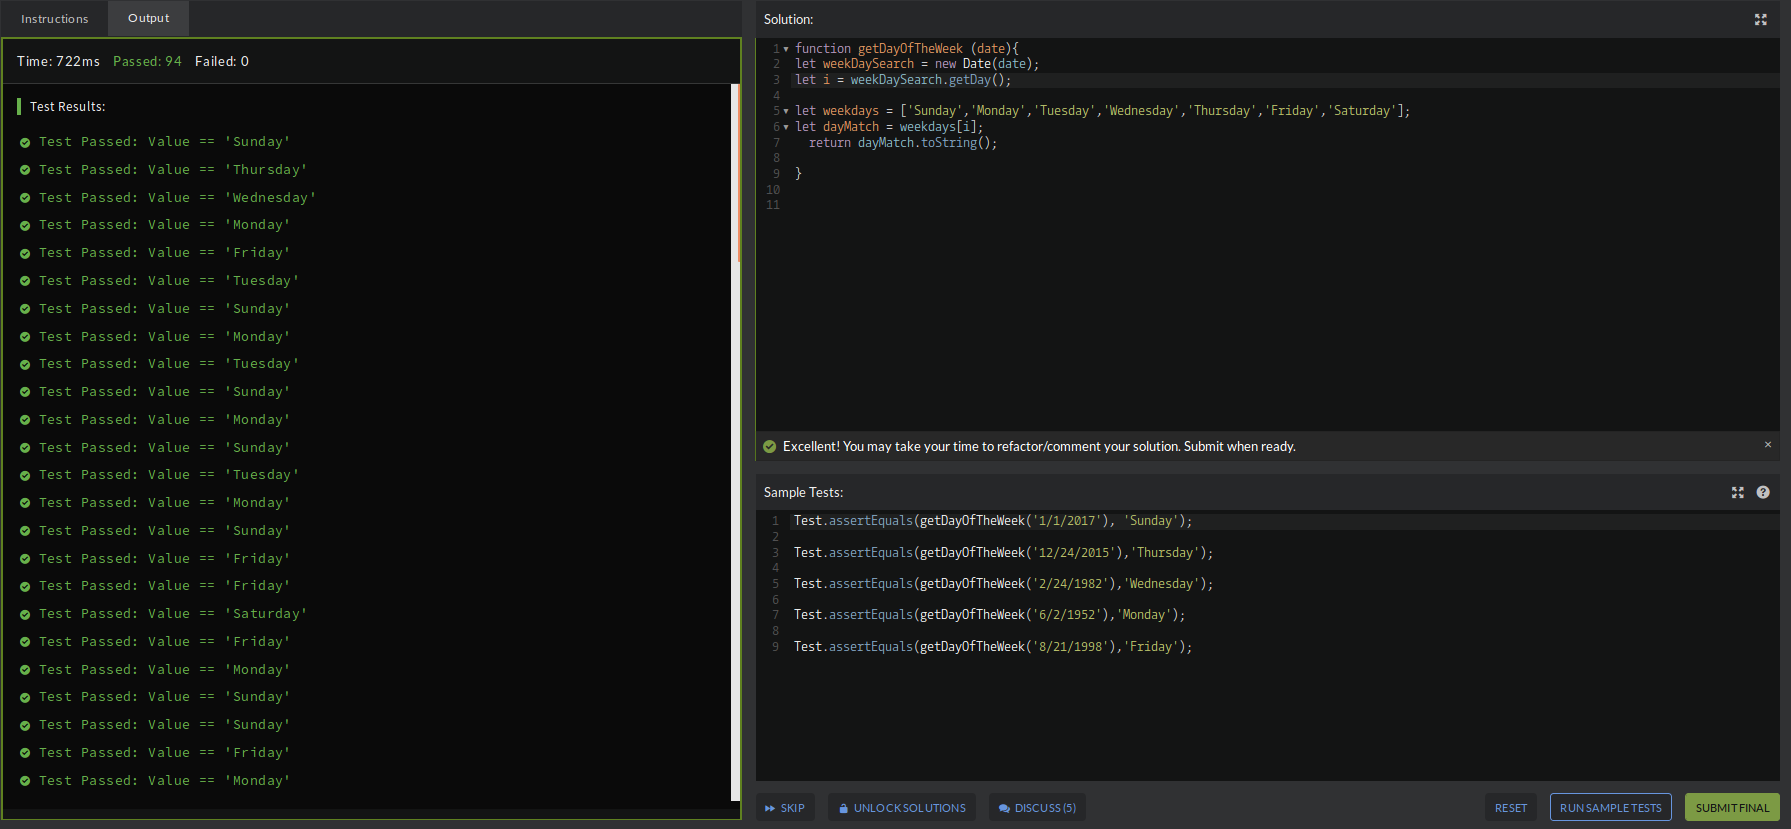 Instructions
Output
Time: 722ms Passed: 94 Failed: 0
Test Results:
Test Passed: Value == 'Sunday'
Test Passed: Value == 'Thursday'
Test Passed: Value == 'Wednesday'
Test Passed: Value == 'Monday'
Test Passed: Value == 'Friday'
Test Passed: Value == 'Tuesday'
Test Passed: Value == 'Sunday'
Test Passed: Value == 'Monday'
Test Passed: Value == 'Tuesday'
Test Passed: Value == 'Sunday'
Test Passed: Value == 'Monday'
Test Passed: Value == 'Sunday'
Test Passed: Value == 'Tuesday'
Test Passed: Value == 'Monday'
Test Passed: Value == 'Sunday'
Test Passed: Value == 'Friday'
Test Passed: Value == 'Friday'
Test Passed: Value == 'Saturday'
Test Passed: Value == 'Friday'
Test Passed: Value == 'Monday'
Test Passed: Value == 'Sunday'
Test Passed: Value == 'Sunday'
Test Passed: Value == 'Friday'
Test Passed: Value == 'Monday'
Solution:
1 function getDayOfTheWeek (date){
2 let weekDaySearch = new Date(date);
3 let i = weekDaySearch.getDay();
4
5 let weekdays = ['Sunday','Monday','Tuesday','Wednesday','Thursday','Friday','Saturday'];
6 let dayMatch = weekdays[i];
7 return dayMatch.toString();
8
9 }
10
11
Excellent! You may take your time to refactor/comment your solution. Submit when ready.
×
Sample Tests:
?
1 Test.assertEquals(getDayOfTheWeek('1/1/2017'), 'Sunday');
2
3 Test.assertEquals(getDayOfTheWeek('12/24/2015'),'Thursday');
4
5 Test.assertEquals(getDayOfTheWeek('2/24/1982'),'Wednesday');
6
7 Test.assertEquals(getDayOfTheWeek('6/2/1952'),'Monday');
8
9 Test.assertEquals(getDayOfTheWeek('8/21/1998'),'Friday');
SKIP
UNLOCK SOLUTIONS
DISCUSS (5)
RESET
RUN SAMPLE TESTS
SUBMIT FINAL